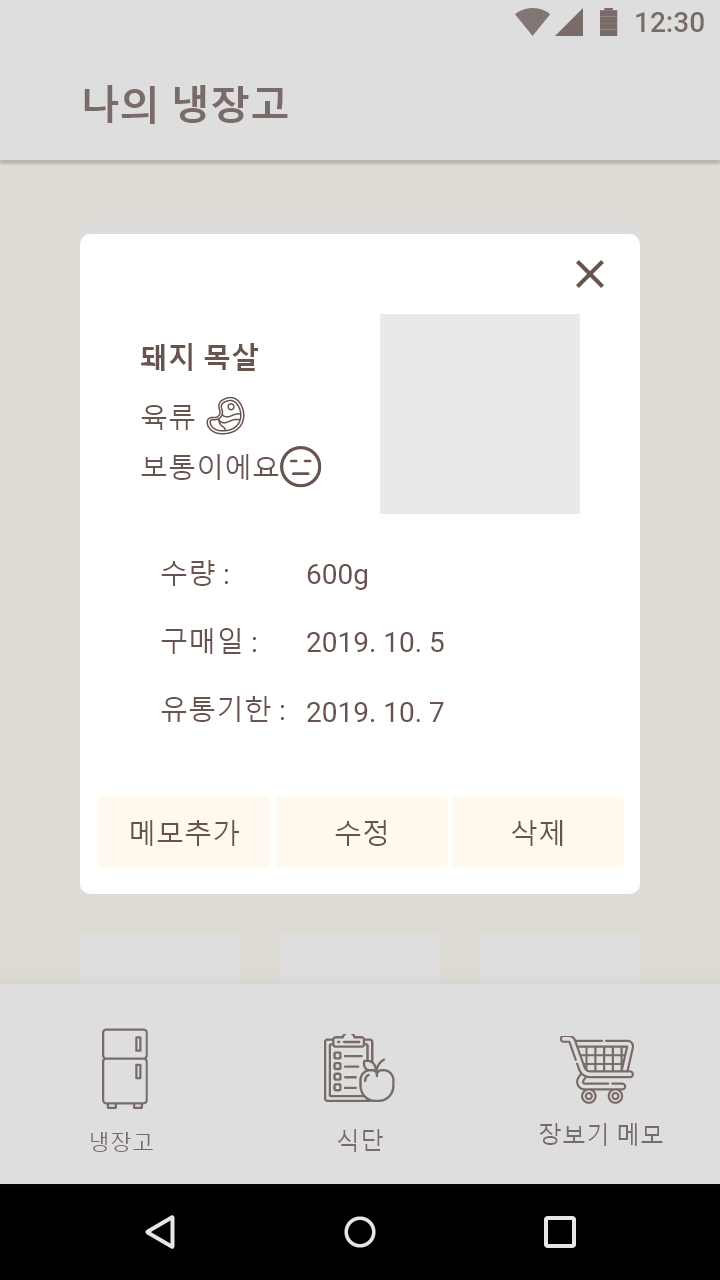 12:30
나의 냉장고
돼지 목살
육류
보통이에요
수량 : 600g
구매일 : 2019. 10. 5
유통기한 : 2019. 10. 7
메모추가 수정 삭제
냉장고 식단 장보기 메모